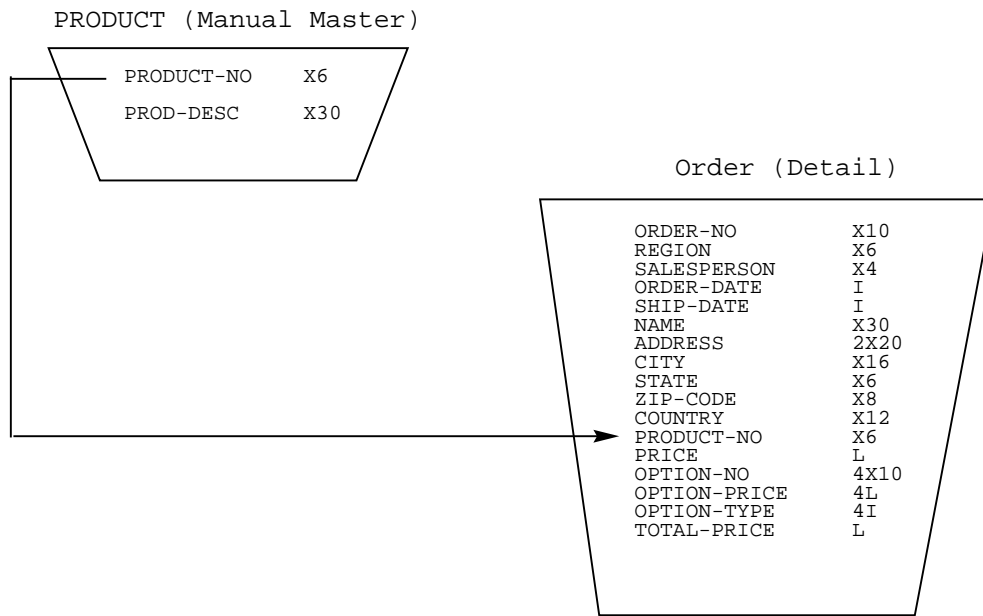 PRODUCT (Manual Master)
PRODUCT-NO X6
PROD-DESC X30
Order (Detail)
ORDER-NO X10
REGION X6
SALESPERSON X4
ORDER-DATE I
SHIP-DATE I
NAME X30
ADDRESS 2X20
CITY X16
STATE X6
ZIP-CODE X8
COUNTRY X12
PRODUCT-NO X6
PRICE L
OPTION-NO 4X10
OPTION-PRICE 4L
OPTION-TYPE 4I
TOTAL-PRICE L